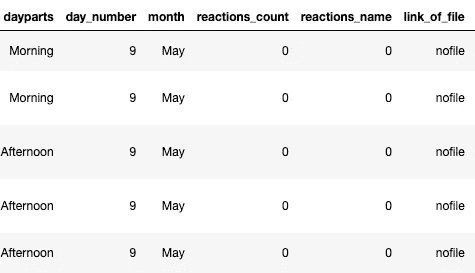 dayparts day_number month reactions_count reactions_name link_of_file
Morning 9 May 0 0 nofile
Morning 9 May 0 0 nofile
Afternoon 9 May 0 0 nofile
Afternoon 9 May 0 0 nofile
Afternoon 9 May 0 0 nofile